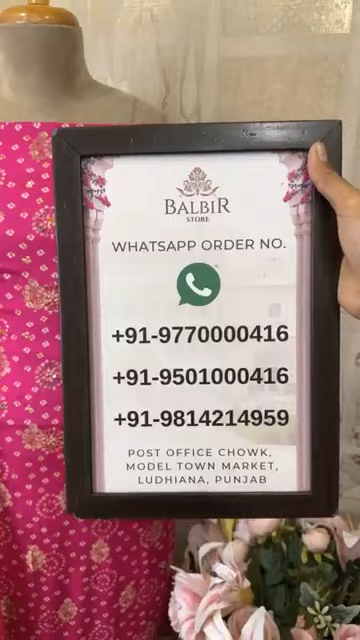 BALBIR
STORE
WHATSAPP ORDER NO.
+91-9770000416
+91-9501000416
+91-9814214959
POST OFFICE CHOWK,
MODEL TOWN MARKET,
LUDHIANA, PUNJAB